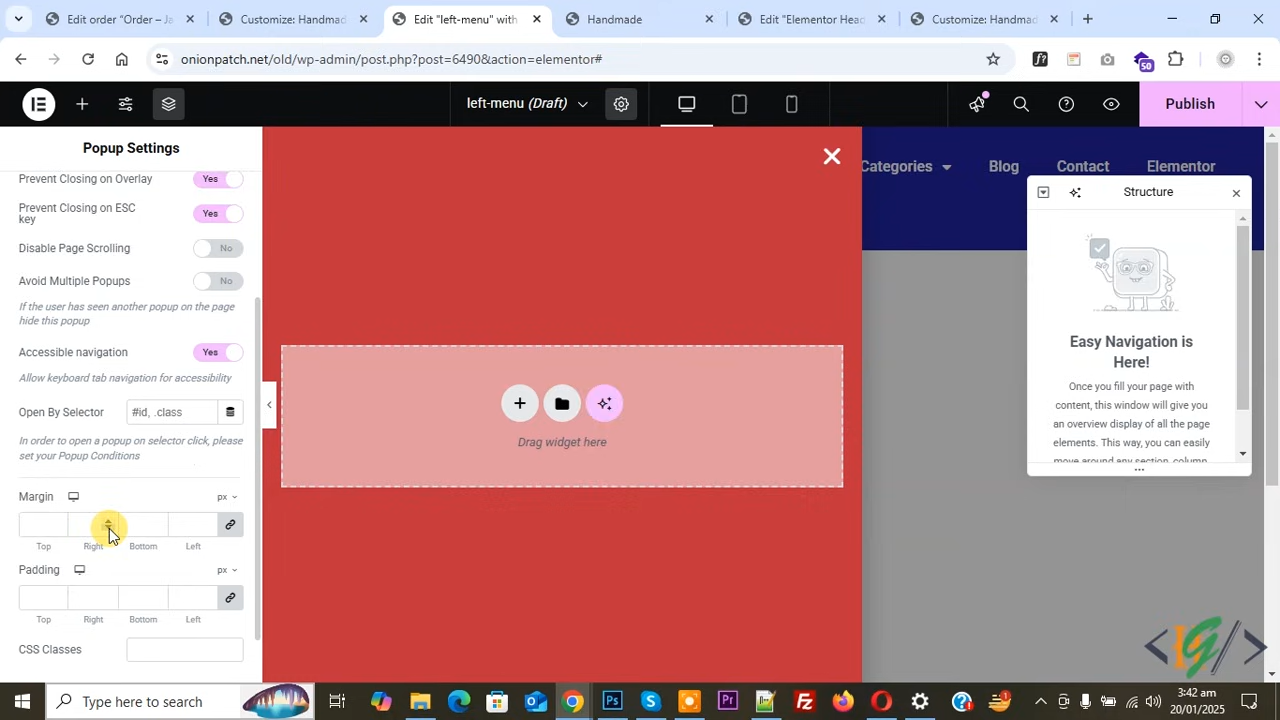 Edit order "Order – Ja
Customize: Handmad
Edit "left-menu" with
Handmade
Edit "Elementor Head
Customize: Handmad
onionpatch.net/old/wp-admin/post.php?post=6490&action=elementor#
50
left-menu (Draft)
Publish
Popup Settings
Prevent Closing on Overlay
Yes
Prevent Closing on ESC
key
Yes
Disable Page Scrolling
No
Avoid Multiple Popups
No
If the user has seen another popup on the page
hide this popup
Accessible navigation
Yes
Allow keyboard tab navigation for accessibility
Open By Selector
#id, .class
In order to open a popup on selector click, please
set your Popup Conditions
Margin
px
Top
Right
Bottom
Left
Padding
px
Top
Right
Bottom
Left
CSS Classes
Drag widget here
Categories
Blog
Contact
Elementor
Structure
Easy Navigation is
Here!
Once you fill your page with
content, this window will give you
an overview display of all the page
elements. This way, you can easily
move around any section, column
Type here to search
3:42 am
20/01/2025